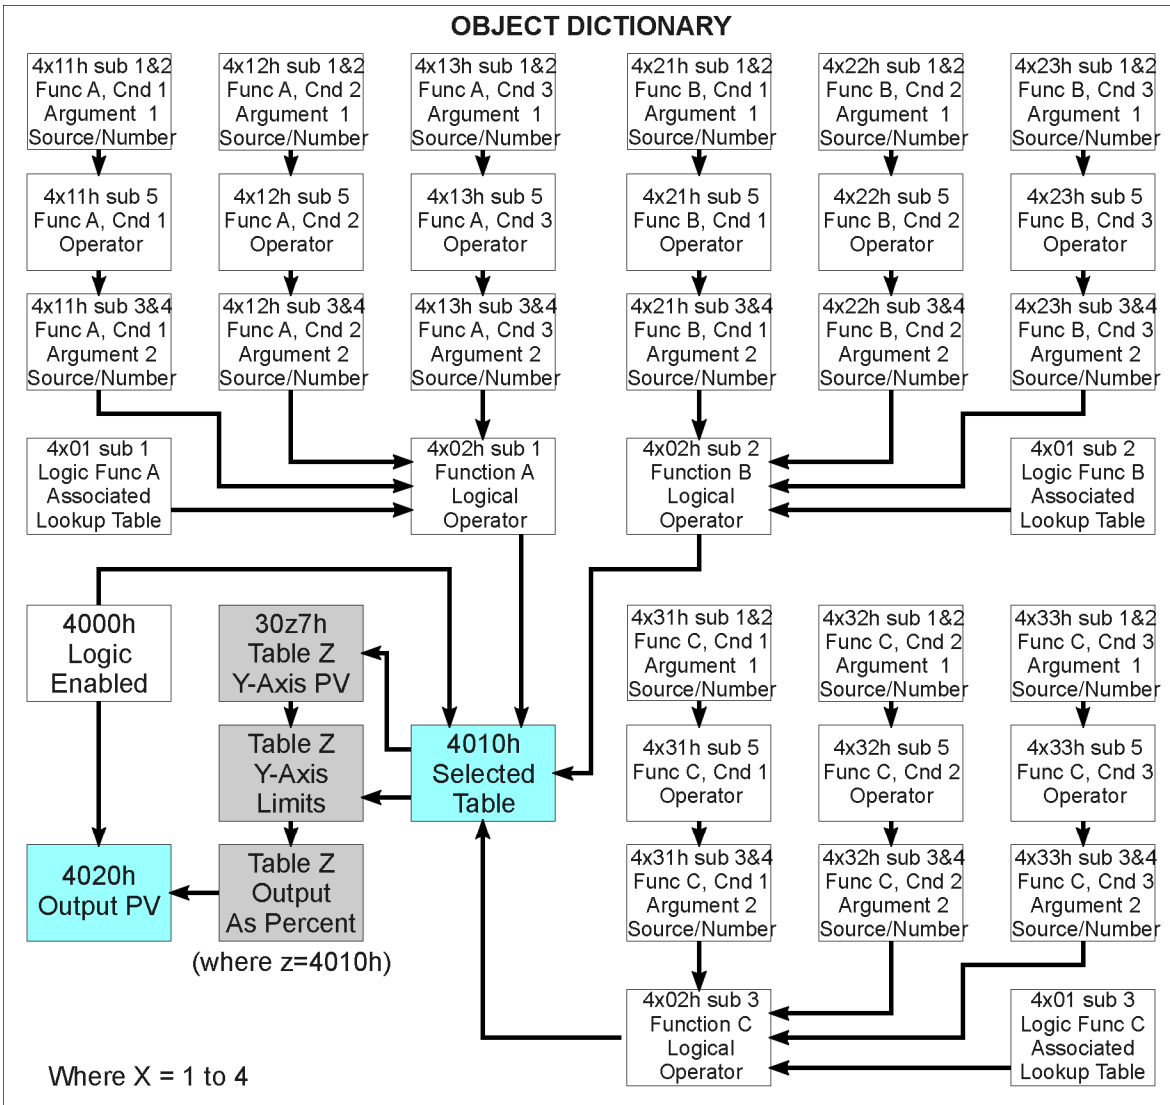 OBJECT DICTIONARY
4x11h sub 1&2
Func A, Cnd 1
Argument 1
Source/Number
4x12h sub 1&2
Func A, Cnd 2
Argument 1
Source/Number
4x13h sub 1&2
Func A, Cnd 3
Argument 1
Source/Number
4x21h sub 1&2
Func B, Cnd 1
Argument 1
Source/Number
4x22h sub 1&2
Func B, Cnd 2
Argument 1
Source/Number
4x23h sub 1&2
Func B, Cnd 3
Argument 1
Source/Number
4x11h sub 5
Func A, Cnd 1
Operator
4x12h sub 5
Func A, Cnd 2
Operator
4x13h sub 5
Func A, Cnd 3
Operator
4x21h sub 5
Func B, Cnd 1
Operator
4x22h sub 5
Func B, Cnd 2
Operator
4x23h sub 5
Func B, Cnd 3
Operator
4x11h sub 3&4
Func A, Cnd 1
Argument 2
Source/Number
4x12h sub 3&4
Func A, Cnd 2
Argument 2
Source/Number
4x13h sub 3&4
Func A, Cnd 3
Argument 2
Source/Number
4x21h sub 3&4
Func B, Cnd 1
Argument 2
Source/Number
4x22h sub 3&4
Func B, Cnd 2
Argument 2
Source/Number
4x23h sub 3&4
Func B, Cnd 3
Argument 2
Source/Number
4x01 sub 1
Logic Func A
Associated
Lookup Table
4x02h sub 1
Function A
Logical
Operator
4x02h sub 2
Function B
Logical
Operator
4x01 sub 2
Logic Func B
Associated
Lookup Table
4000h
Logic
Enabled
30z7h
Table Z
Y-Axis PV
4x31h sub 1&2
Func C, Cnd 1
Argument 1
Source/Number
4x32h sub 1&2
Func C, Cnd 2
Argument 1
Source/Number
4x33h sub 1&2
Func C, Cnd 3
Argument 1
Source/Number
Table Z
Y-Axis
Limits
4010h
Selected
Table
4x31h sub 5
Func C, Cnd 1
Operator
4x32h sub 5
Func C, Cnd 2
Operator
4x33h sub 5
Func C, Cnd 3
Operator
4020h
Output PV
Table Z
Output
As Percent
(where z=4010h)
4x31h sub 3&4
Func C, Cnd 1
Argument 2
Source/Number
4x32h sub 3&4
Func C, Cnd 2
Argument 2
Source/Number
4x33h sub 3&4
Func C, Cnd 3
Argument 2
Source/Number
4x02h sub 3
Function C
Logical
Operator
4x01 sub 3
Logic Func C
Associated
Lookup Table
Where X = 1 to 4